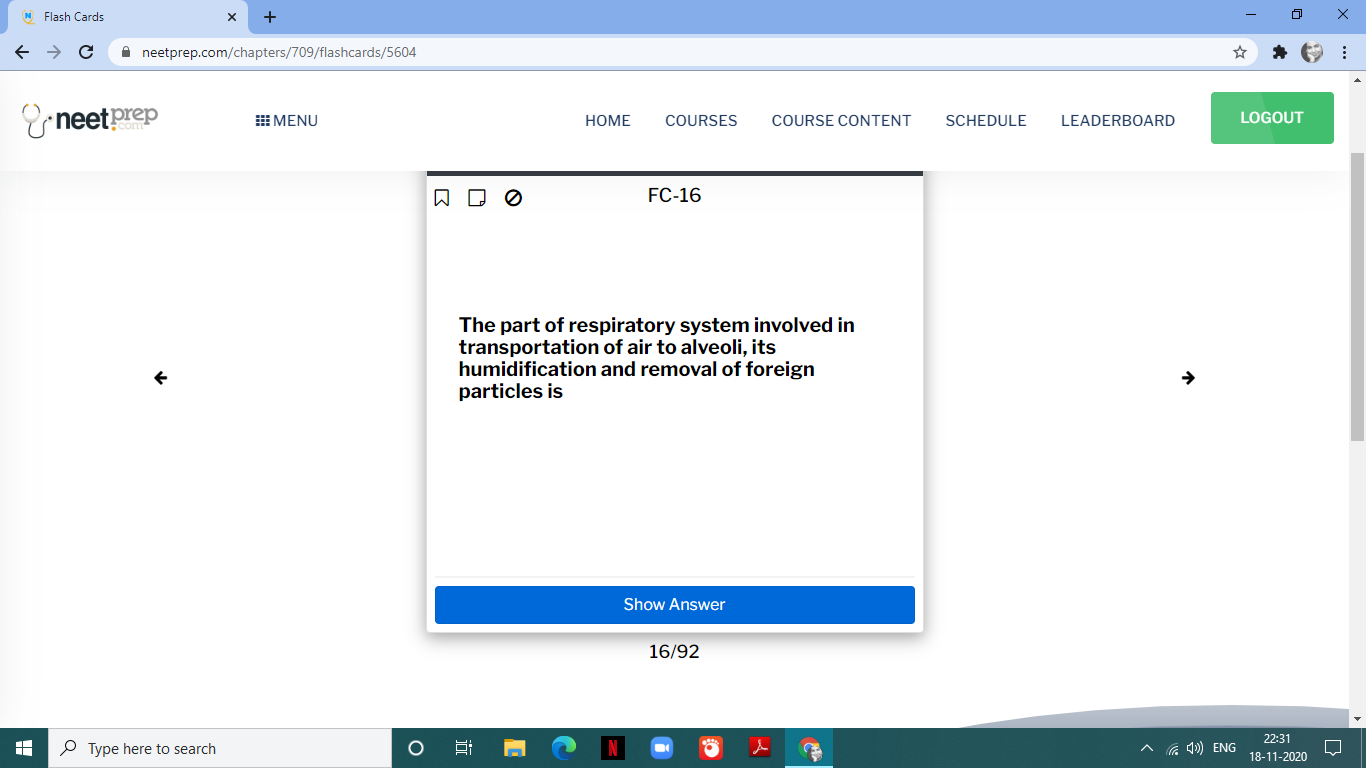 Flash Cards
neetprep.com/chapters/709/flashcards/5604
neetprep
.com
MENU
HOME
COURSES
COURSE CONTENT
SCHEDULE
LEADERBOARD
LOGOUT
FC-16
The part of respiratory system involved in
transportation of air to alveoli, its
humidification and removal of foreign
particles is
Show Answer
16/92
Type here to search
ENG
22:31
18-11-2020